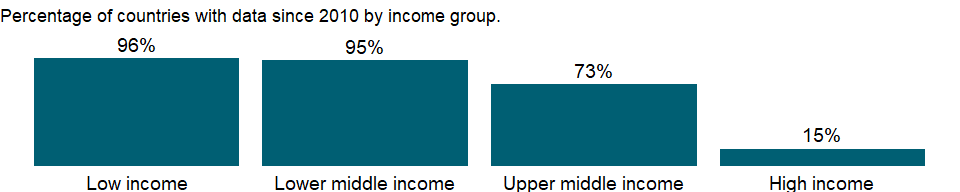 Percentage of countries with data since 2010 by income group.
96%
95%
73%
15%
Low income
Lower middle income
Upper middle income
High income